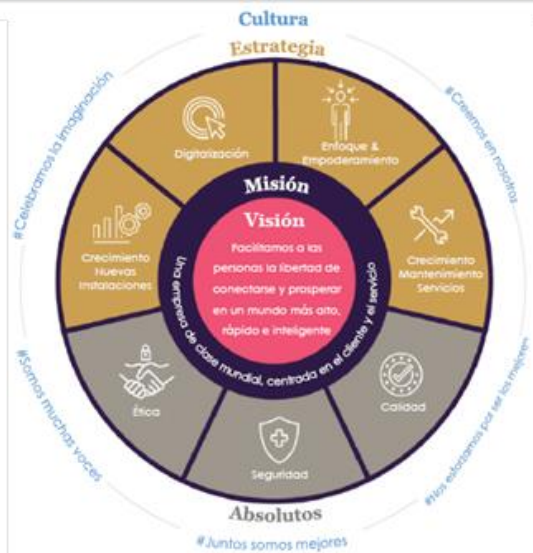 Cultura
Estrategia
#Celebramos la imaginación
#Creemos en nosotros
Digitalización
Enfoque &
Empoderamiento
Crecimiento
Nuevas
Instalaciones
Crecimiento
Mantenimiento
Servicios
Misión
Una empresa de clase mundial, centrada en el cliente y el servicio
Visión
Facilitamos a las
personas la libertad de
conectarse y prosperar
en un mundo más alto,
rápido e inteligente
Ética
Seguridad
Calidad
#Somos muchas voces
#Nos esforzamos por ser los mejores
Absolutos
#Juntos somos mejores